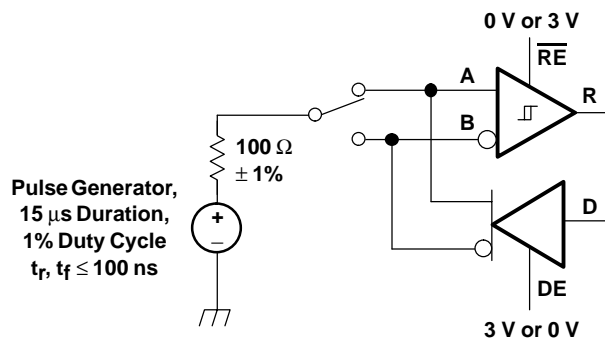 0 V or 3 V
RE
A
R
B
100 Ω
± 1%
Pulse Generator,
15 μs Duration,
1% Duty Cycle
tr, tf ≤ 100 ns
+
–
D
DE
3 V or 0 V